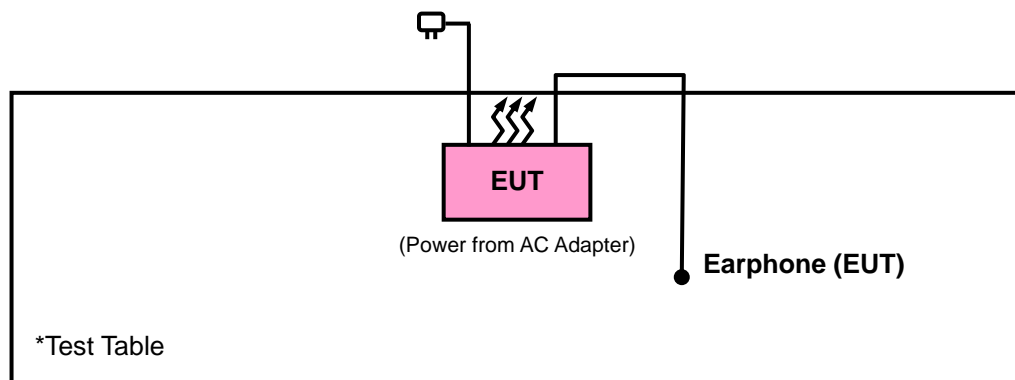 EUT
(Power from AC Adapter)
Earphone (EUT)
*Test Table